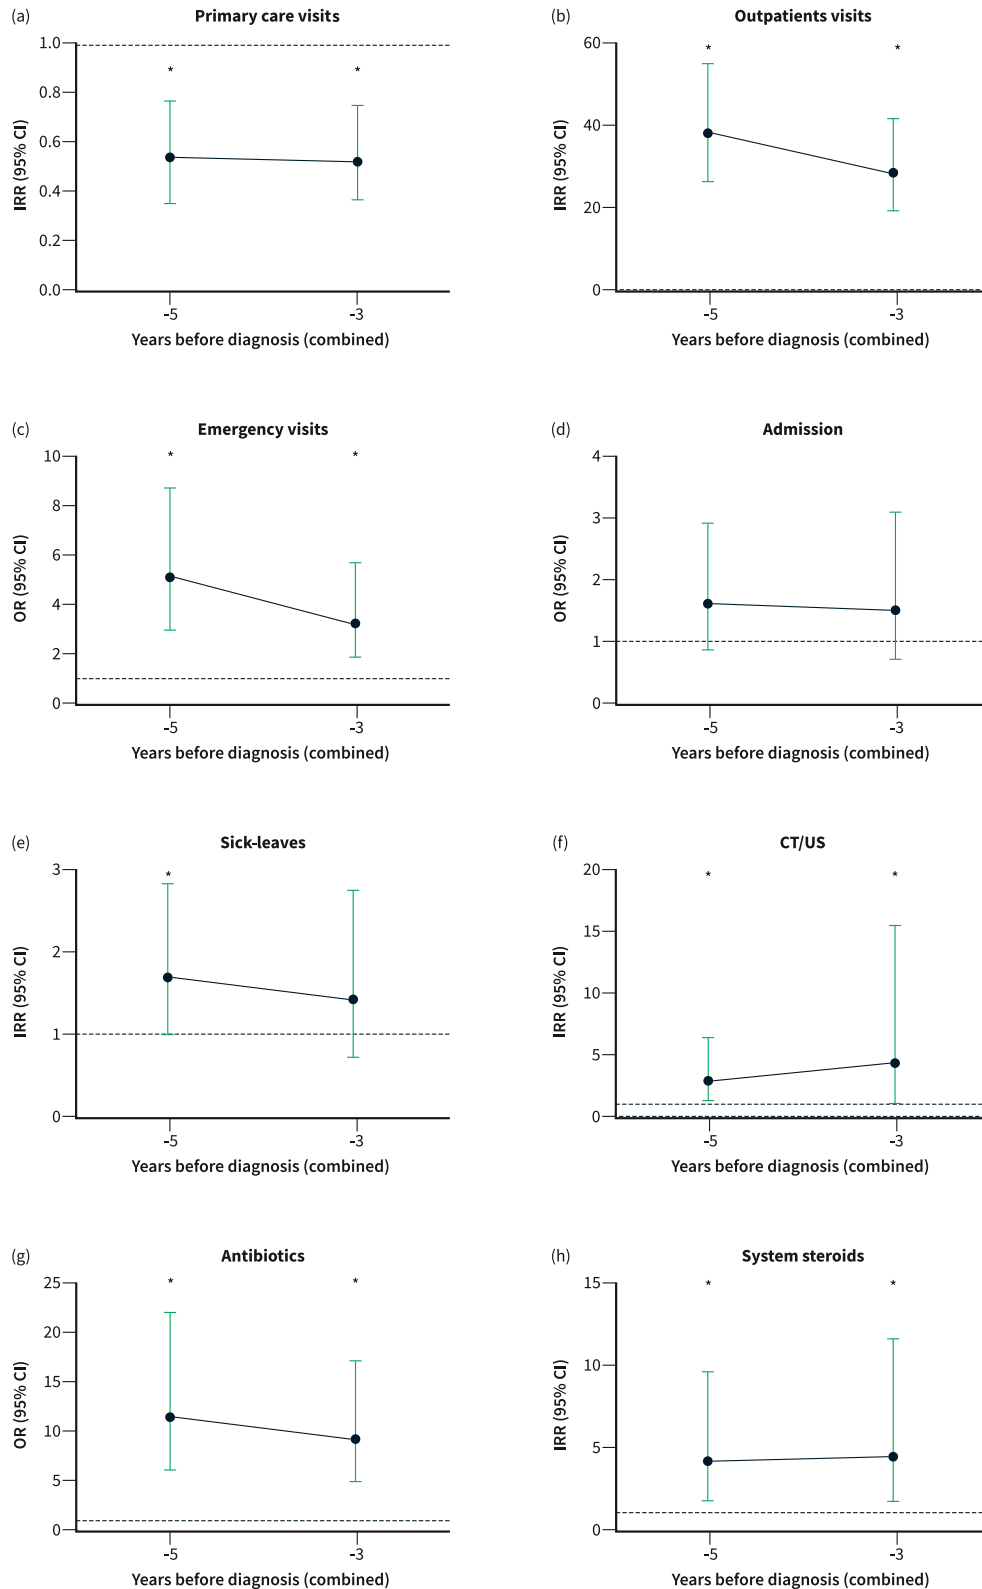 (a) Primary care visits
1.0
0.8
0.6
0.4
0.2
0.0
IRR (95% CI)
* *
-5 -3
Years before diagnosis (combined)
(b) Outpatients visits
60
40
20
0
IRR (95% CI)
* *
-5 -3
Years before diagnosis (combined)
(c) Emergency visits
10
8
6
4
2
0
OR (95% CI)
* *
-5 -3
Years before diagnosis (combined)
(d) Admission
4
3
2
1
0
OR (95% CI)
-5 -3
Years before diagnosis (combined)
(e) Sick-leaves
3
2
1
0
IRR (95% CI)
*
-5 -3
Years before diagnosis (combined)
(f) CT/US
20
15
10
5
0
IRR (95% CI)
* *
-5 -3
Years before diagnosis (combined)
(g) Antibiotics
25
20
15
10
5
0
OR (95% CI)
* *
-5 -3
Years before diagnosis (combined)
(h) System steroids
15
10
5
0
IRR (95% CI)
* *
-5 -3
Years before diagnosis (combined)